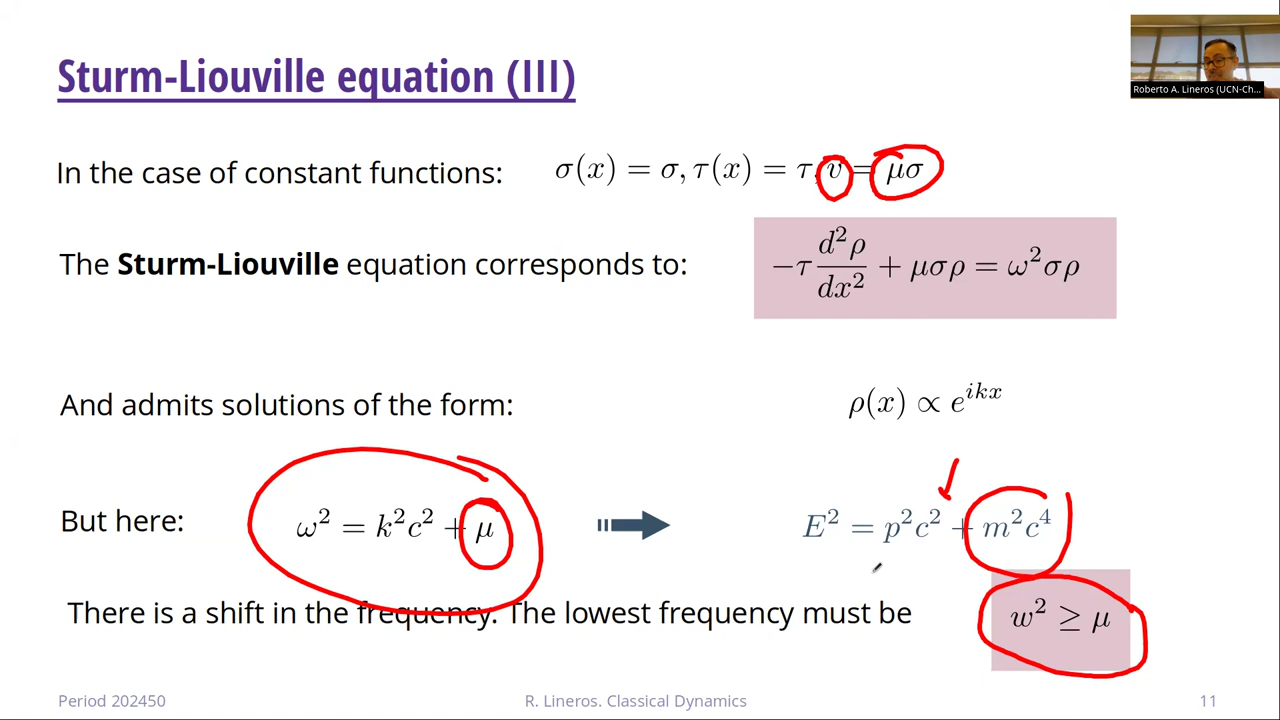 Sturm-Liouville equation (III)
Roberto A. Lineros (UCN-Ch...
In the case of constant functions: σ(x) = σ, τ(x) = τ, v = μσ
The Sturm-Liouville equation corresponds to: −τ d²ρ/dx² + μσρ = ω²σρ
And admits solutions of the form: ρ(x) ∝ e^{ikx}
But here: ω² = k²c² + μ E² = p²c² + m²c⁴
There is a shift in the frequency. The lowest frequency must be w² ≥ μ
Period 202450 R. Lineros. Classical Dynamics 11